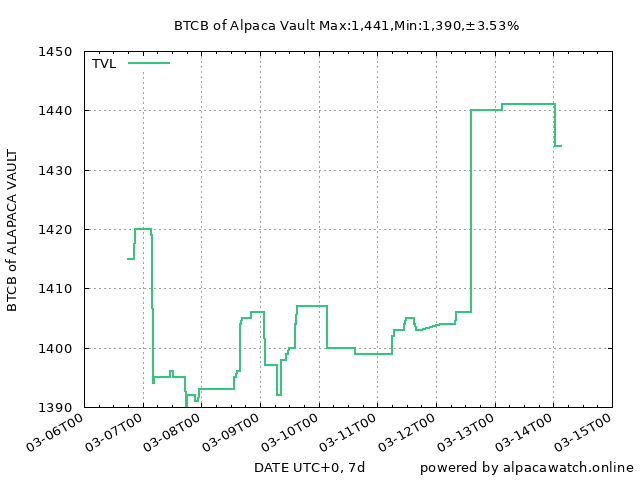 BTCB of Alpaca Vault Max:1,441,Min:1,390,±3.53%
TVL
1450
1440
1430
1420
1410
1400
1390
BTCB of ALAPACA VAULT
03-06T00
03-07T00
03-08T00
03-09T00
03-10T00
03-11T00
03-12T00
03-13T00
03-14T00
03-15T00
DATE UTC+0, 7d
powered by alpacawatch.online